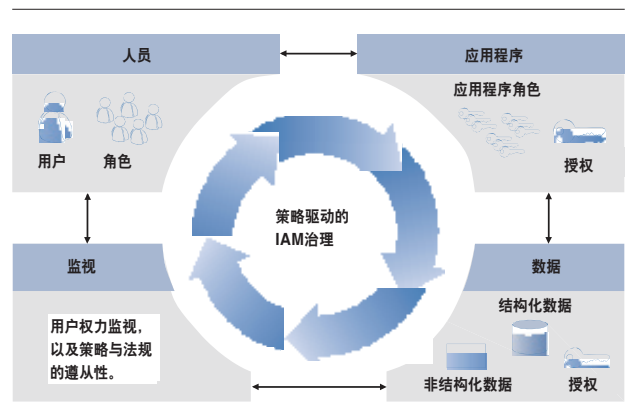 人员
应用程序
用户
角色
应用程序角色
授权
策略驱动的
IAM治理
监视
数据
用户权力监视，
以及策略与法规
的遵从性。
结构化数据
非结构化数据
授权